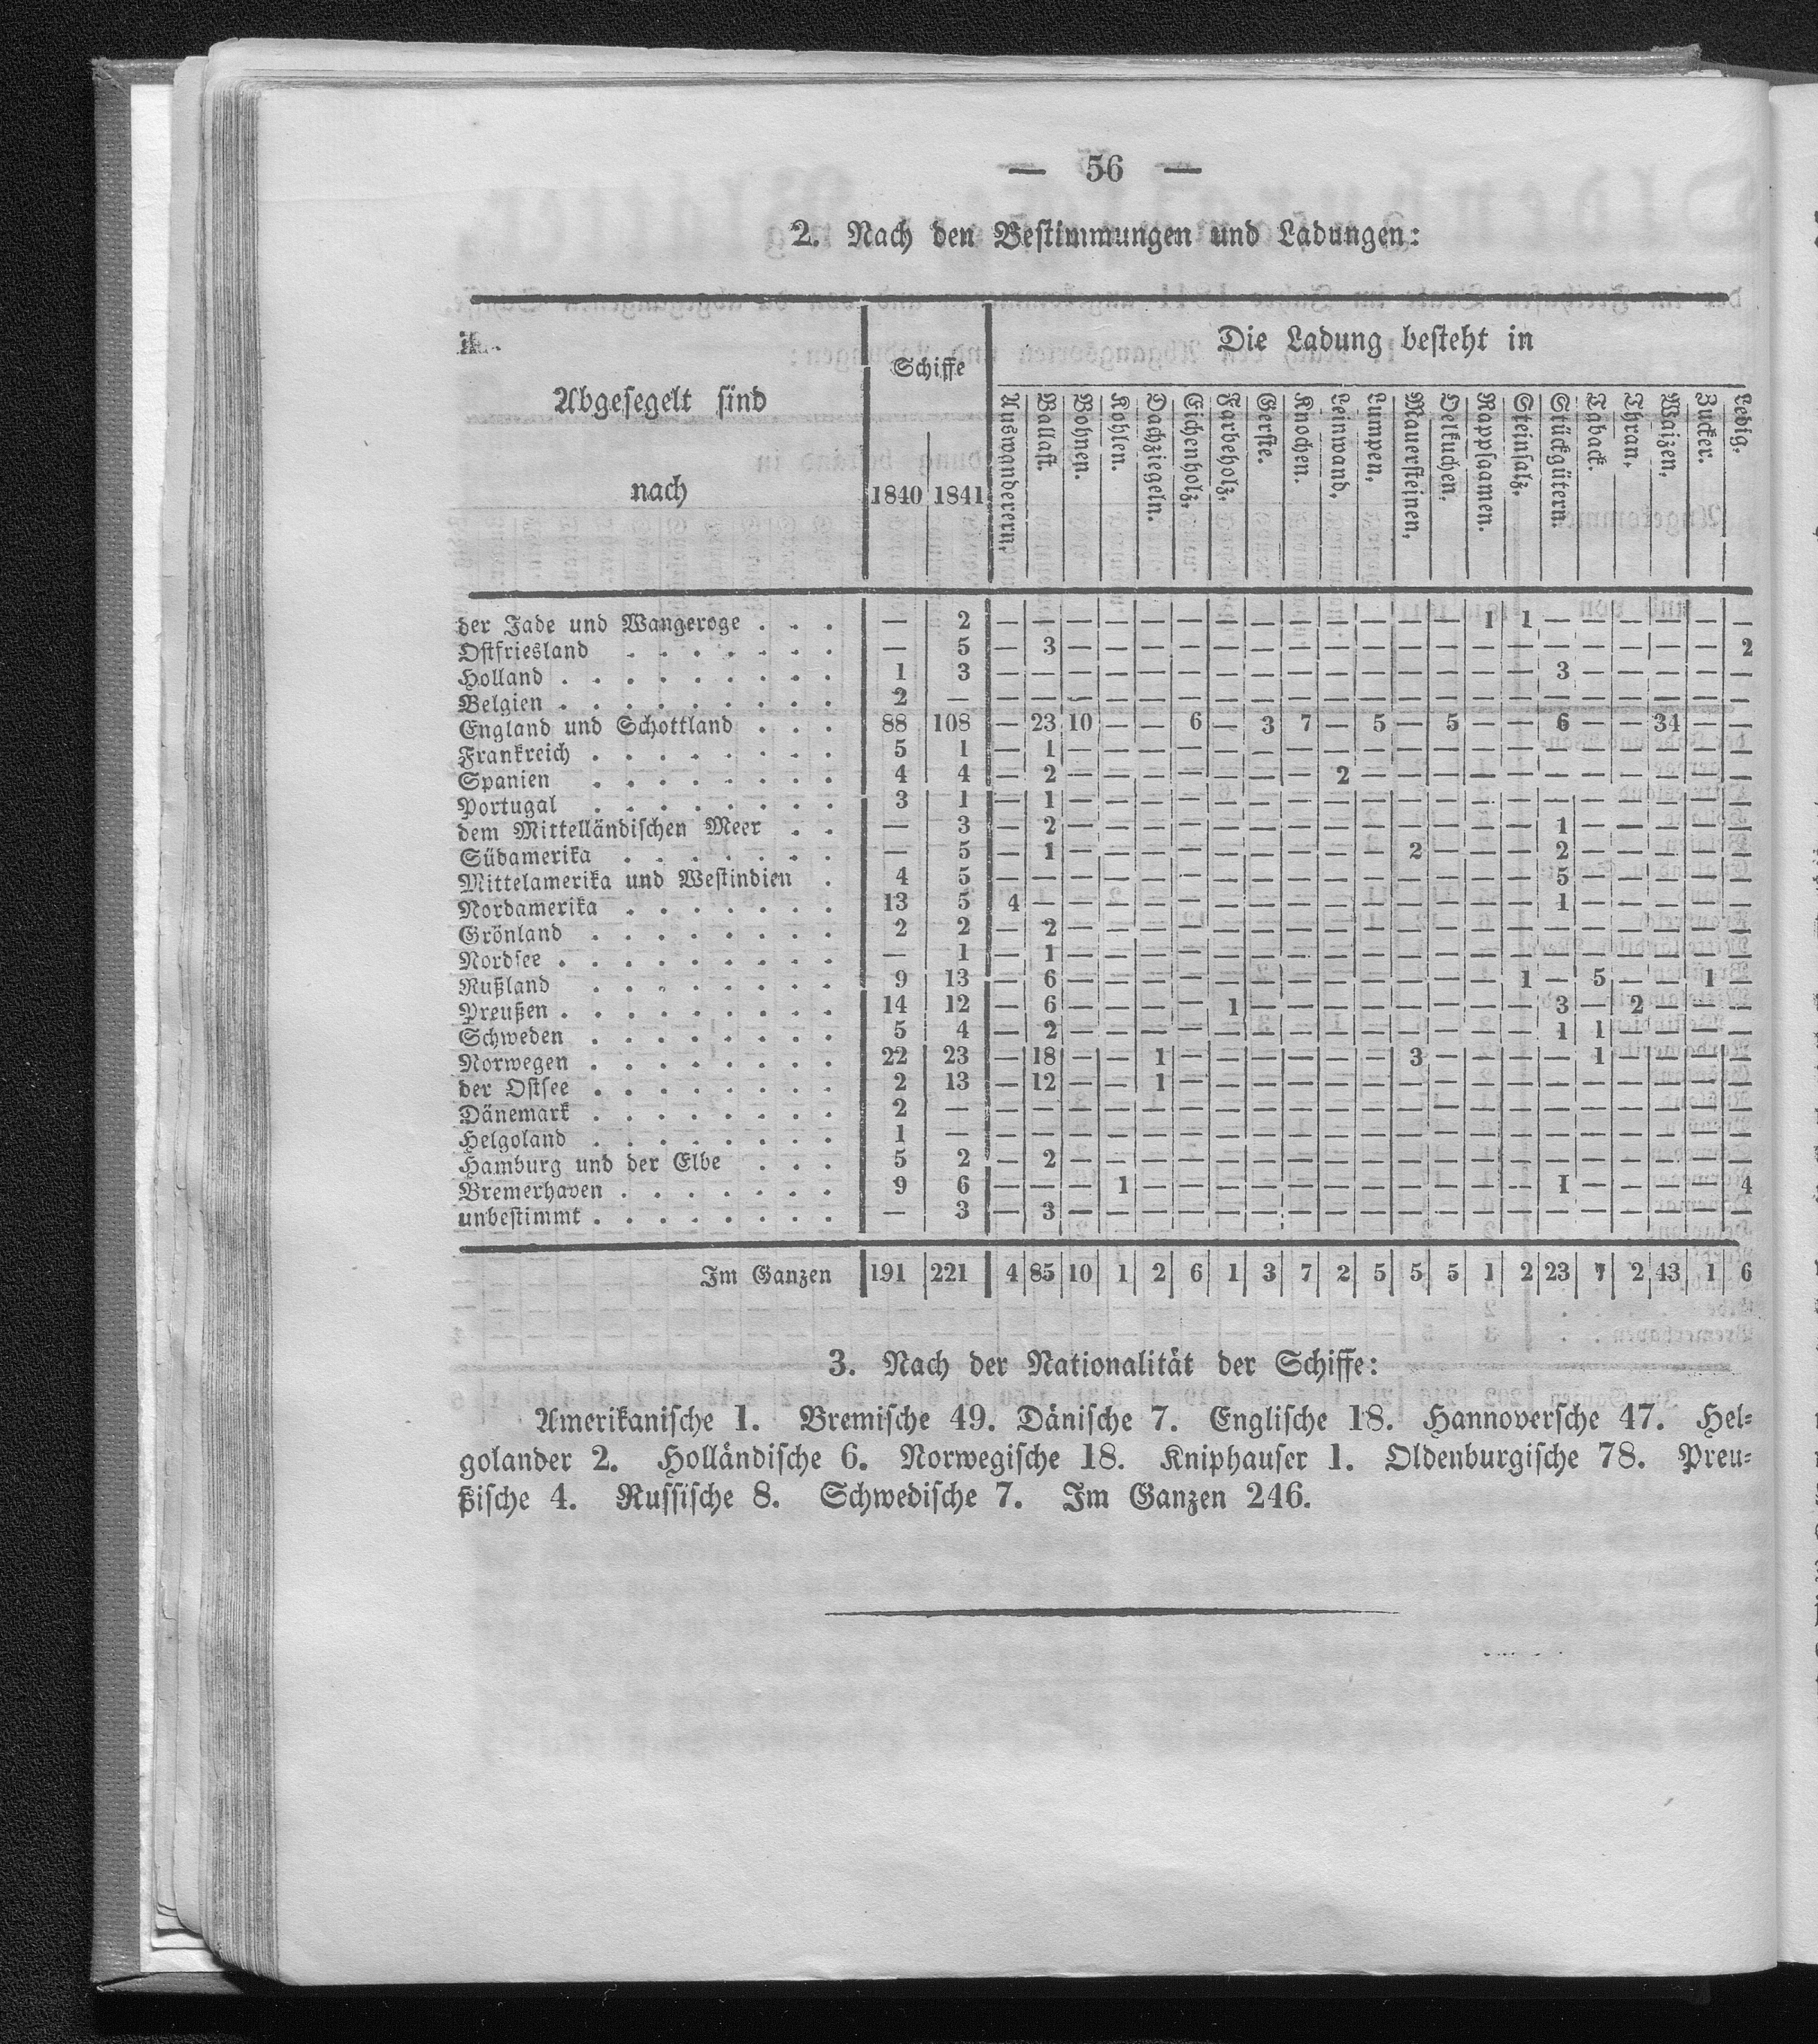 — 56 —
2. Nach den Bestimmungen und Ladungen:
Abgesegelt sind
nach
Schiffe
1840 1841
Die Ladung besteht in
Auswanderern. Ballast. Bohnen. Kohlen. Dachziegeln. Eichenholz. Farbeholz. Gerste. Knochen. Leinwand. Lumpen. Mauersteinen. Oelkuchen. Rappsaamen. Steinsalz. Stückgütern. Taback. Thran. Waizen. Zucker. Ledig.
der Jade und Wangeroge . . . — 2 — — — — — — — — — — — — — 1 1 — — — — — —
Ostfriesland . . . . . . . — 5 — 3 — — — — — — — — — — — — — — — — — — 2
Holland . . . . . . . . . 1 3 — — — — — — — — — — — — — — — 3 — — — — —
Belgien . . . . . . . . . 2 — — — — — — — — — — — — — — — — — — — — — —
England und Schottland . . . 88 108 — 23 10 — — 6 — 3 7 — 5 — 5 — — 6 — — 34 — —
Frankreich . . . . . . . . 5 1 — 1 — — — — — — — — — — — — — — — — — — —
Spanien . . . . . . . . 4 4 — 2 — — — — — — — 2 — — — — — — — — — — —
Portugal . . . . . . . . 3 1 — 1 — — — — — — — — — — — — — — — — — — —
dem Mittelländischen Meer . . — 3 — 2 — — — — — — — — — — — — — 1 — — — — —
Südamerika . . . . . . . — 5 — 1 — — — — — — — — — 2 — — — 2 — — — — —
Mittelamerika und Westindien . 4 5 — — — — — — — — — — — — — — — 5 — — — — —
Nordamerika . . . . . . . 13 5 4 — — — — — — — — — — — — — — 1 — — — — —
Grönland . . . . . . . . 2 2 — 2 — — — — — — — — — — — — — — — — — — —
Nordsee . . . . . . . . . — 1 — 1 — — — — — — — — — — — — — — — — — — —
Rußland . . . . . . . . 9 13 — 6 — — — — — — — — — — — — 1 — 5 — — 1 —
Preußen . . . . . . . . . 14 12 — 6 — — — — 1 — — — — — — — — 3 — 2 — — —
Schweden . . . . . . . . 5 4 — 2 — — — — — — — — — — — — — 1 1 — — — —
Norwegen . . . . . . . . 22 23 — 18 — — 1 — — — — — — 3 — — — — 1 — — — —
der Ostsee . . . . . . . . 2 13 — 12 — — 1 — — — — — — — — — — — — — — — —
Dänemark . . . . . . . . 2 — — — — — — — — — — — — — — — — — — — — — —
Helgoland . . . . . . . . 1 — — — — — — — — — — — — — — — — — — — — — —
Hamburg und der Elbe . . . 5 2 — 2 — — — — — — — — — — — — — — — — — — —
Bremerhaven . . . . . . . 9 6 — — — 1 — — — — — — — — — — — 1 — — — — 4
unbestimmt . . . . . . . . — 3 — 3 — — — — — — — — — — — — — — — — — — —
Im Ganzen 191 221 4 85 10 1 2 6 1 3 7 2 5 5 5 1 2 23 7 2 43 1 6
3. Nach der Nationalität der Schiffe:
Amerikanische 1. Bremische 49. Dänische 7. Englische 18. Hannoversche 47. Hel-
golander 2. Holländische 6. Norwegische 18. Kniphauser 1. Oldenburgische 78. Preu-
ßische 4. Russische 8. Schwedische 7. Im Ganzen 246.